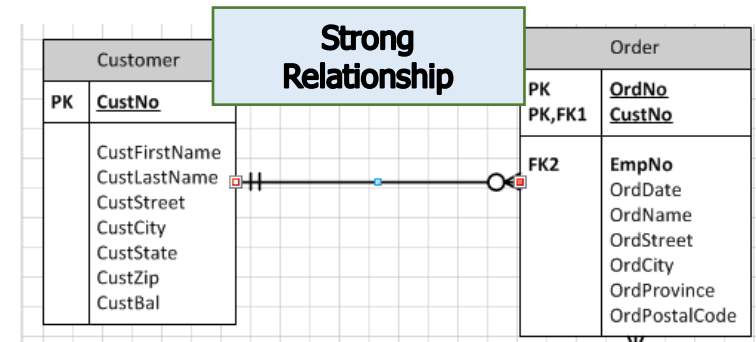 Strong
Relationship
Customer
PK CustNo
CustFirstName
CustLastName
CustStreet
CustCity
CustState
CustZip
CustBal
Order
PK OrdNo
PK,FK1 CustNo
FK2 EmpNo
OrdDate
OrdName
OrdStreet
OrdCity
OrdProvince
OrdPostalCode